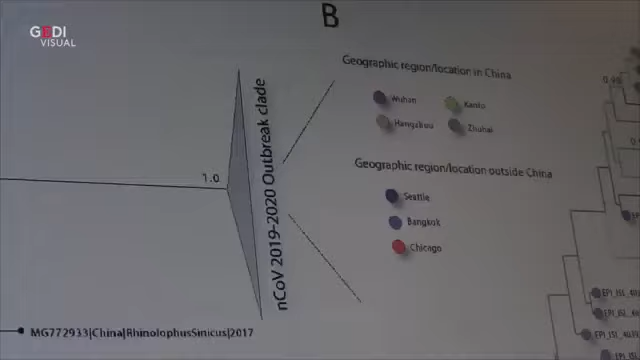 GEDI
VISUAL
B
Geographic region/location in China
Wuhan
Kanto
Hangzhou
Zhuhai
Geographic region/location outside China
Seattle
Bangkok
Chicago
1.0
nCoV 2019-2020 Outbreak clade
MG772933|China|RhinolophusSinicus|2017